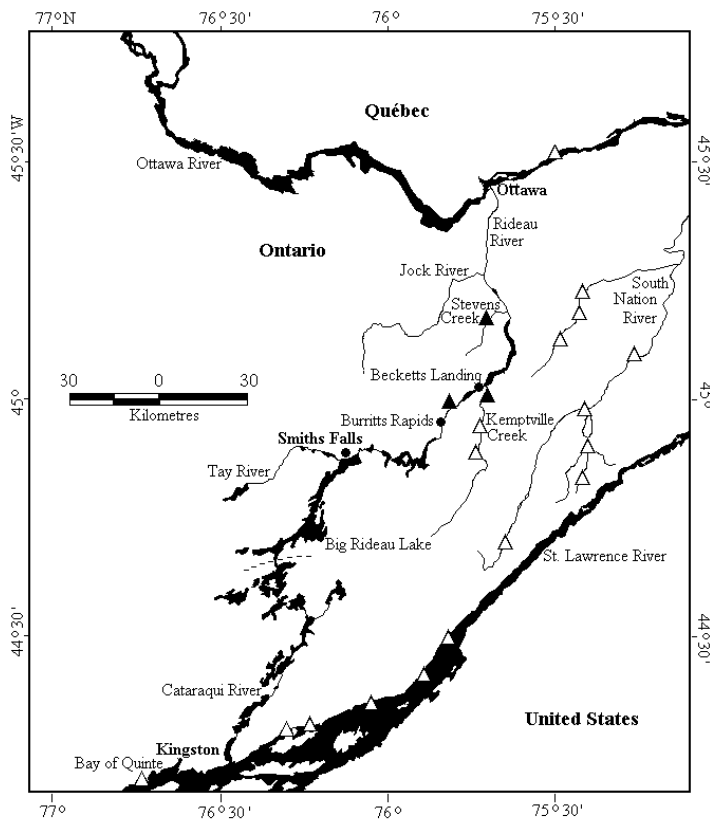 77°N
76°30'
76°
75°30'
Québec
45°30'W
Ottawa River
45°30'
Ottawa
Rideau
River
Ontario
Jock River
South
Nation
River
Stevens
Creek
30
0
30
Kilometres
Becketts Landing
45°
45°
Burritts Rapids
Kemptville
Creek
Smiths Falls
Tay River
Big Rideau Lake
St. Lawrence River
44°30'
44°30'
Cataraqui River
United States
Kingston
Bay of Quinte
77°
76°30'
76°
75°30'